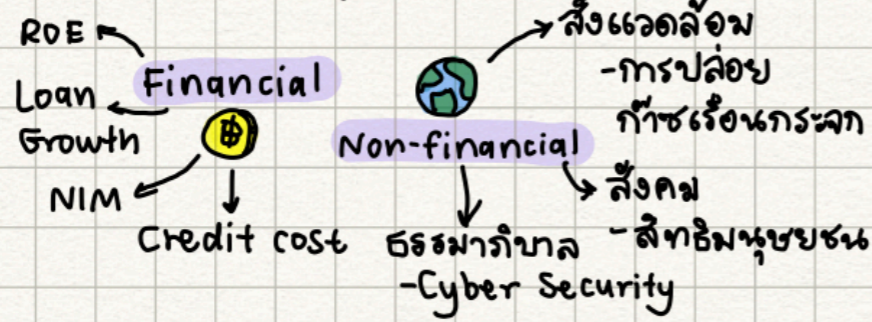 ROE
Financial
Loan
Growth
NIM
Credit cost
Non-financial
สิ่งแวดล้อม
-การปล่อย
ก๊าซเรือนกระจก
สังคม
-สิทธิมนุษยชน
ธรรมาภิบาล
-Cyber Security